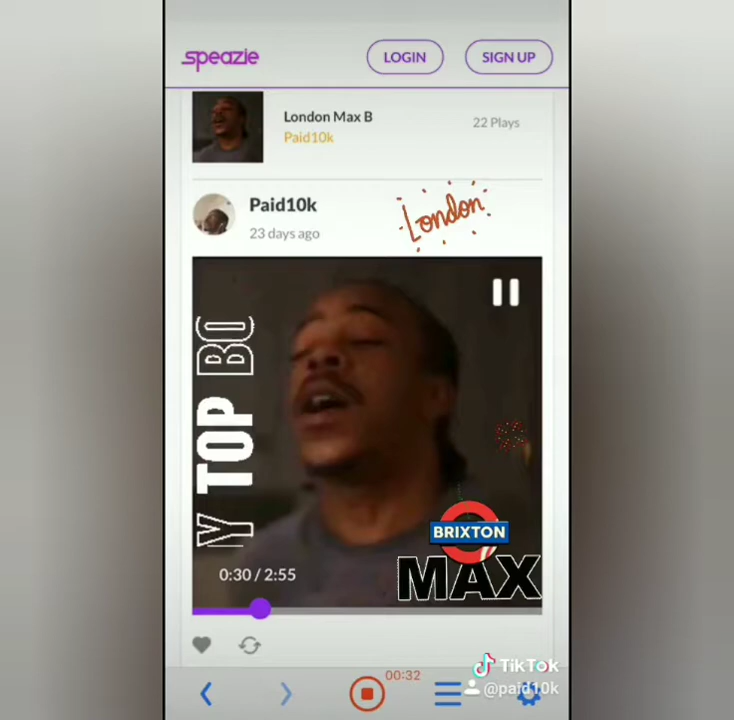 speazie
LOGIN
SIGN UP
London Max B
Paid10k
22 Plays
Paid10k
23 days ago
London
Y TOP BO
BRIXTON
MAX
0:30 / 2:55
00:32
TikTok
@paid10k